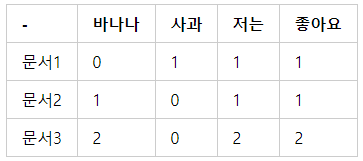 - 바나나 사과 저는 좋아요
문서1 0 1 1 1
문서2 1 0 1 1
문서3 2 0 2 2